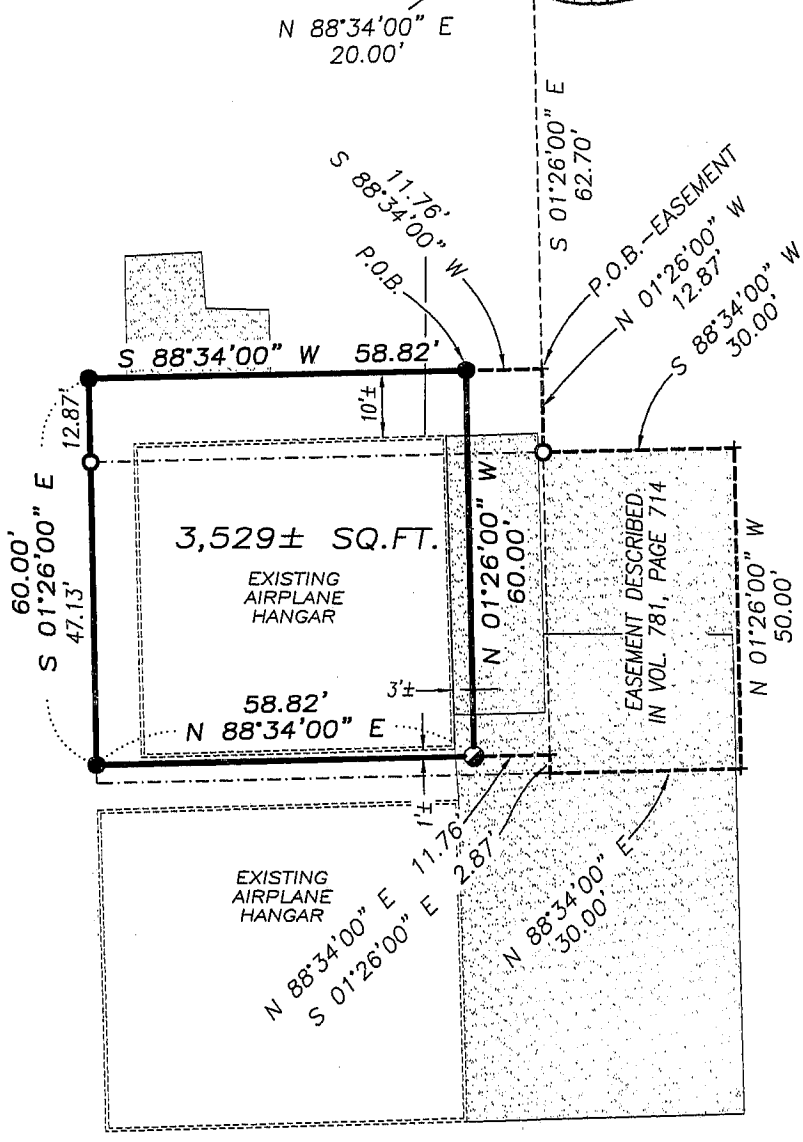 N 88°34'00" E
20.00'
S 01°26'00" E
62.70'
11.76'
S 88°34'00" W
P.O.B.
P.O.B.-EASEMENT
N 01°26'00" W
12.87'
S 88°34'00" W
30.00'
S 88°34'00" W 58.82'
12.87'
10'±
60.00'
S 01°26'00" E
47.13'
3,529± SQ.FT.
EXISTING
AIRPLANE
HANGAR
N 01°26'00" W
60.00'
EASEMENT DESCRIBED
IN VOL. 781, PAGE 714
N 01°26'00" W
50.00'
3'±
58.82'
N 88°34'00" E
1'±
N 88°34'00" E 11.76'
S 01°26'00" E 2.87'
N 88°34'00" E
30.00'
EXISTING
AIRPLANE
HANGAR